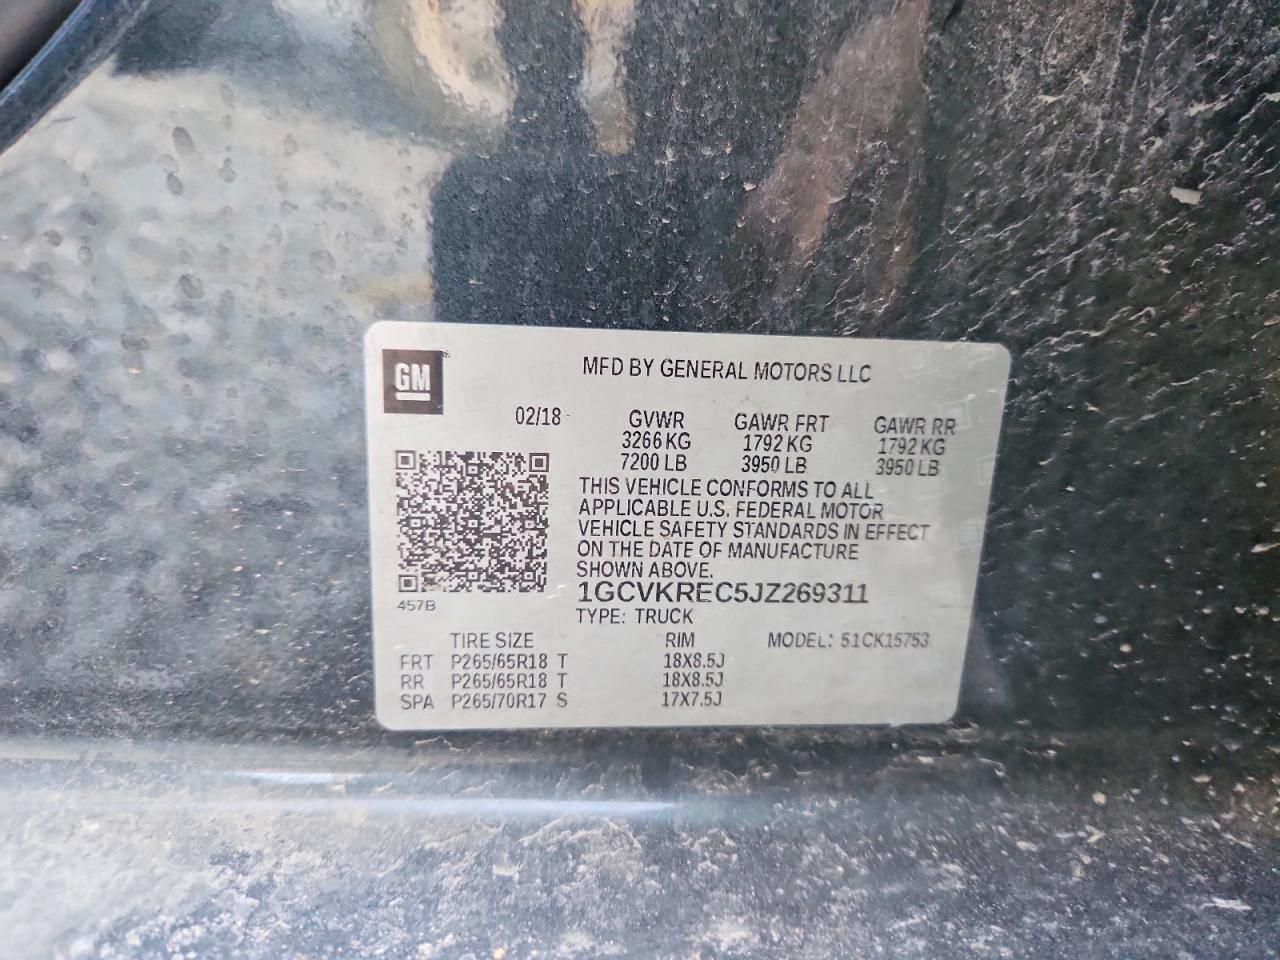 GM
MFD BY GENERAL MOTORS LLC
02/18 GVWR GAWR FRT GAWR RR
3266 KG 1792 KG 1792 KG
7200 LB 3950 LB 3950 LB
THIS VEHICLE CONFORMS TO ALL
APPLICABLE U.S. FEDERAL MOTOR
VEHICLE SAFETY STANDARDS IN EFFECT
ON THE DATE OF MANUFACTURE
SHOWN ABOVE.
1GCVKREC5JZ269311
457B
TYPE: TRUCK
TIRE SIZE RIM MODEL: 51CK15753
FRT P265/65R18 T 18X8.5J
RR P265/65R18 T 18X8.5J
SPA P265/70R17 S 17X7.5J